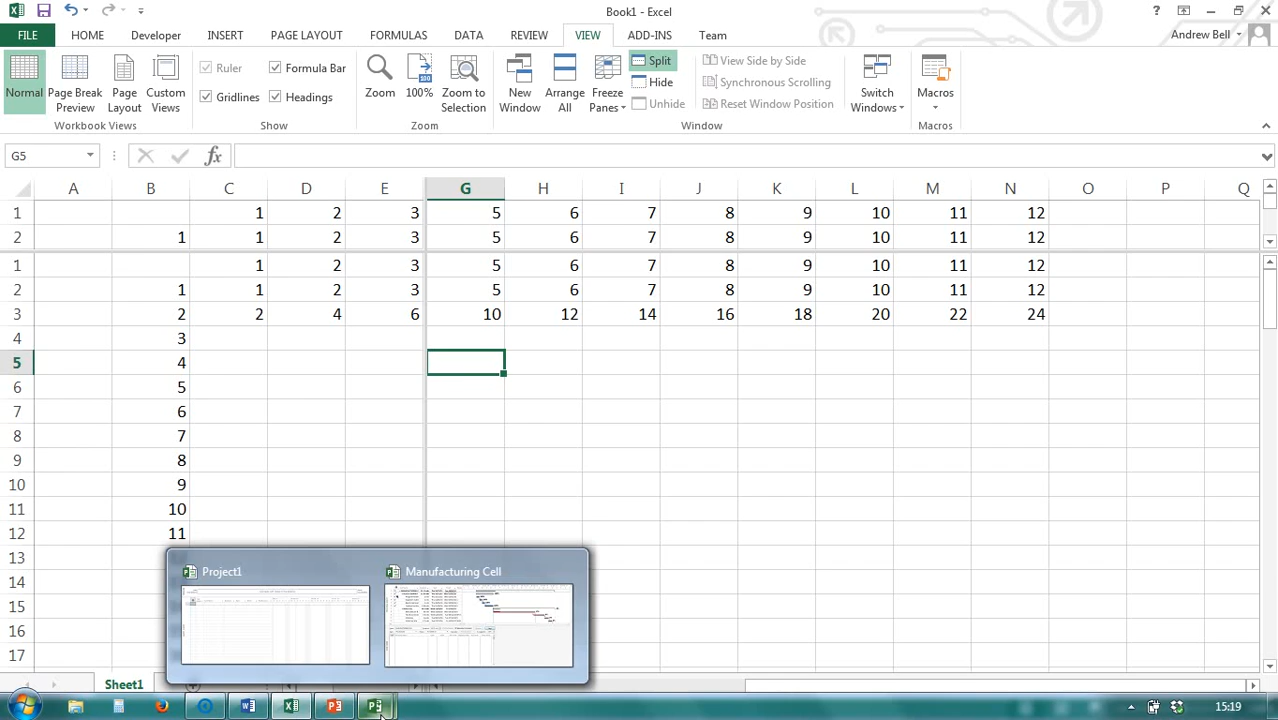 Book1 - Excel
?
FILE HOME Developer INSERT PAGE LAYOUT FORMULAS DATA REVIEW VIEW ADD-INS Team Andrew Bell
Normal Page Break Preview Page Layout Custom Views
Ruler Formula Bar
Gridlines Headings
Zoom 100% Zoom to Selection
New Window Arrange All Freeze Panes
Split
Hide
Unhide
View Side by Side
Synchronous Scrolling
Reset Window Position
Switch Windows Macros
Workbook Views Show Zoom Window Macros
G5 fx
A B C D E G H I J K L M N O P Q
1 1 2 3 5 6 7 8 9 10 11 12
2 1 1 2 3 5 6 7 8 9 10 11 12
1 1 2 3 5 6 7 8 9 10 11 12
2 1 1 2 3 5 6 7 8 9 10 11 12
3 2 2 4 6 10 12 14 16 18 20 22 24
4 3
5 4
6 5
7 6
8 7
9 8
10 9
11 10
12 11
13
14
15
16
17
Project1 Manufacturing Cell
Sheet1
15:19